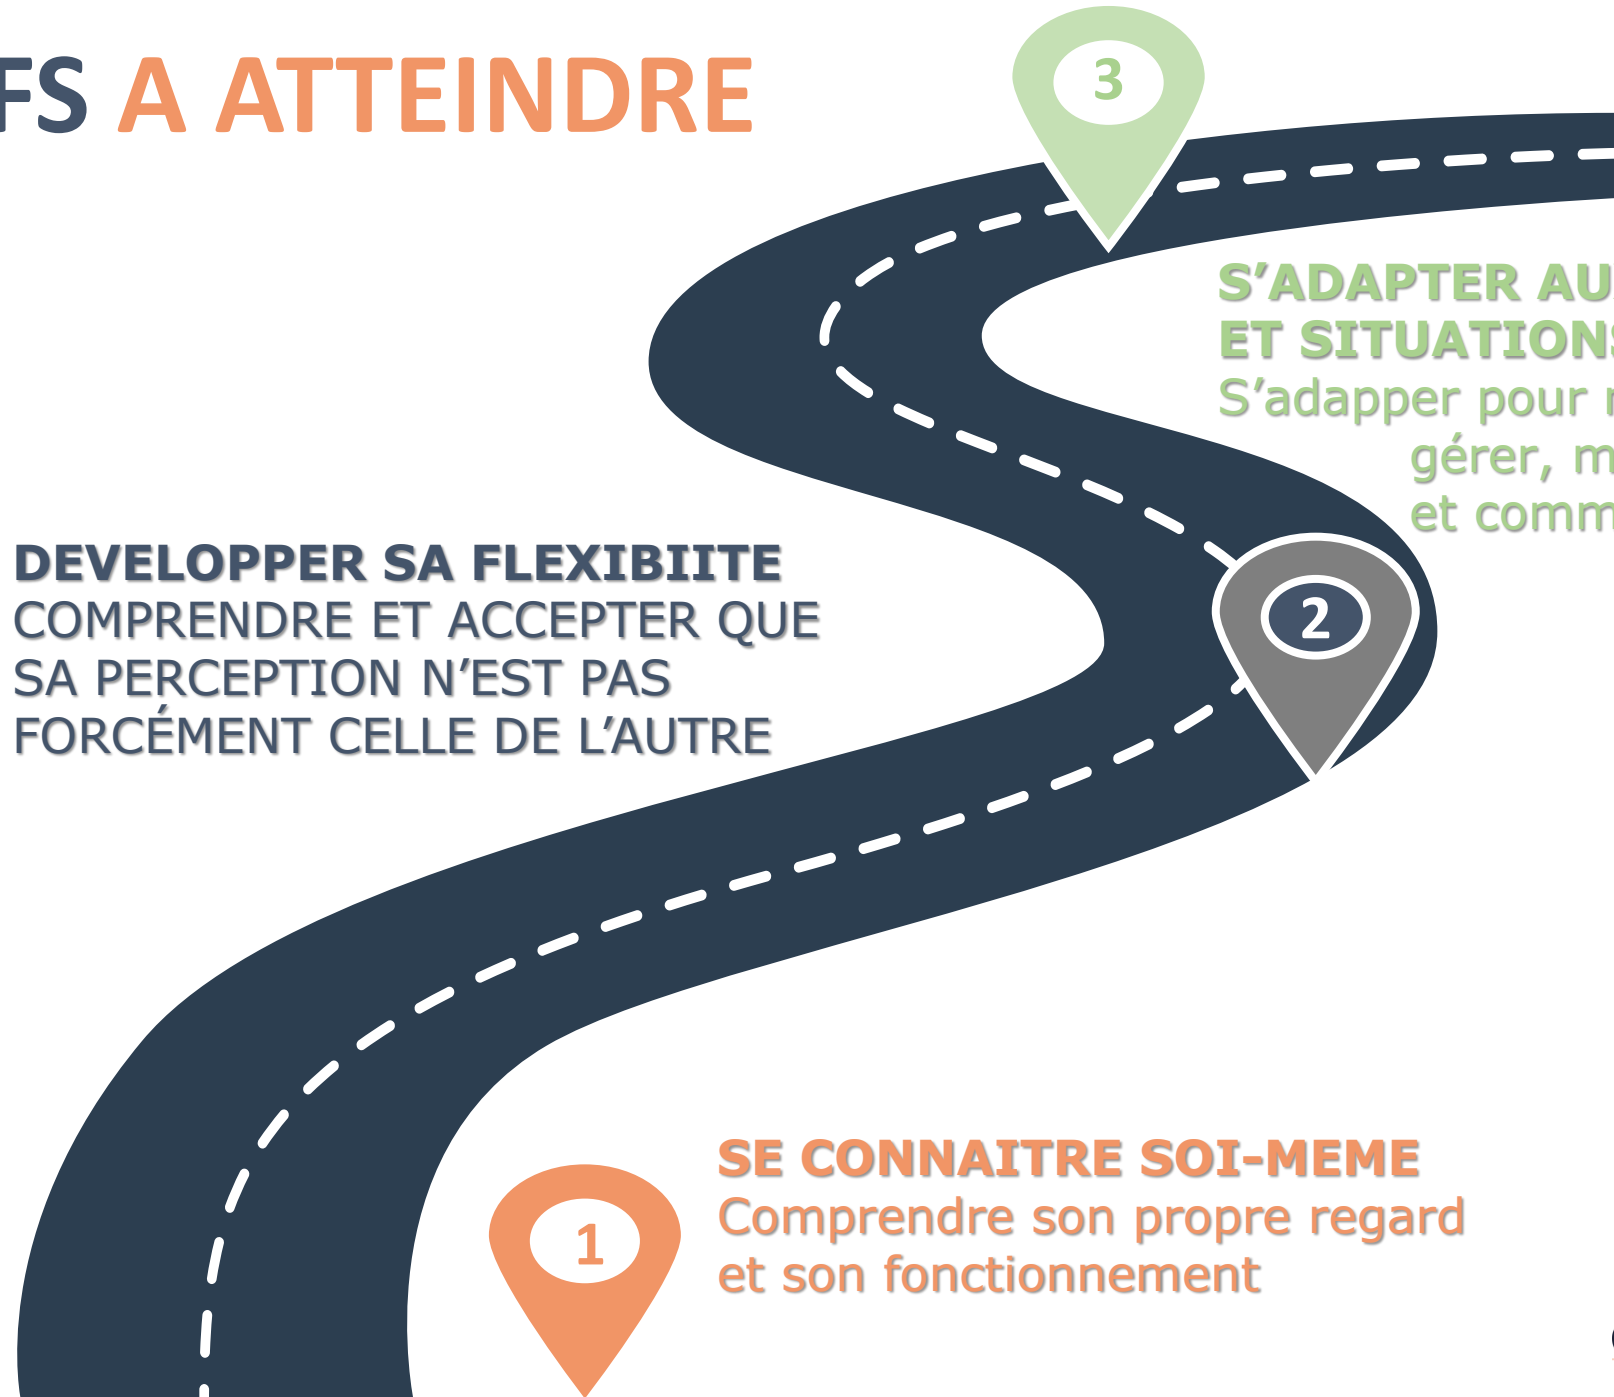 FS A ATTEINDRE
3
S’ADAPTER AU
ET SITUATIONS
S’adapper pour
gérer,
et comm
DEVELOPPER SA FLEXIBIITE
COMPRENDRE ET ACCEPTER QUE
SA PERCEPTION N’EST PAS
FORCÉMENT CELLE DE L’AUTRE
2
SE CONNAITRE SOI-MEME
Comprendre son propre regard
et son fonctionnement
1